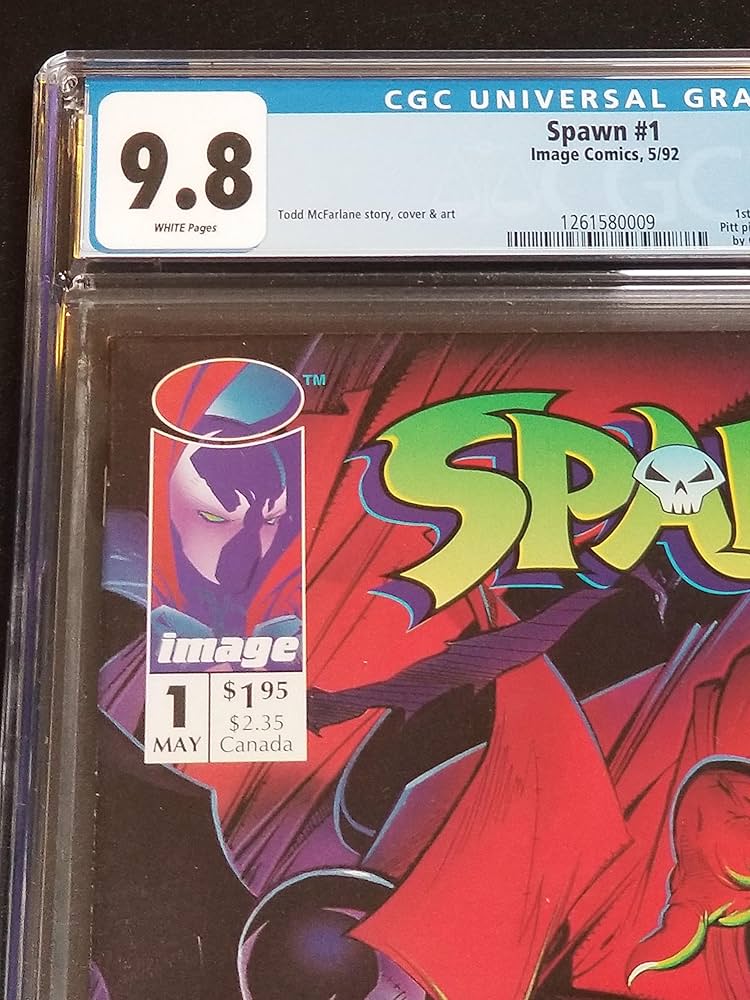 CGC UNIVERSAL GRA
9.8
WHITE Pages
Spawn #1
Image Comics, 5/92
Todd McFarlane story, cover & art
1261580009
1st
Pitt pi
by
TM
SPA
image
1
MAY
$1.95
$2.35
Canada